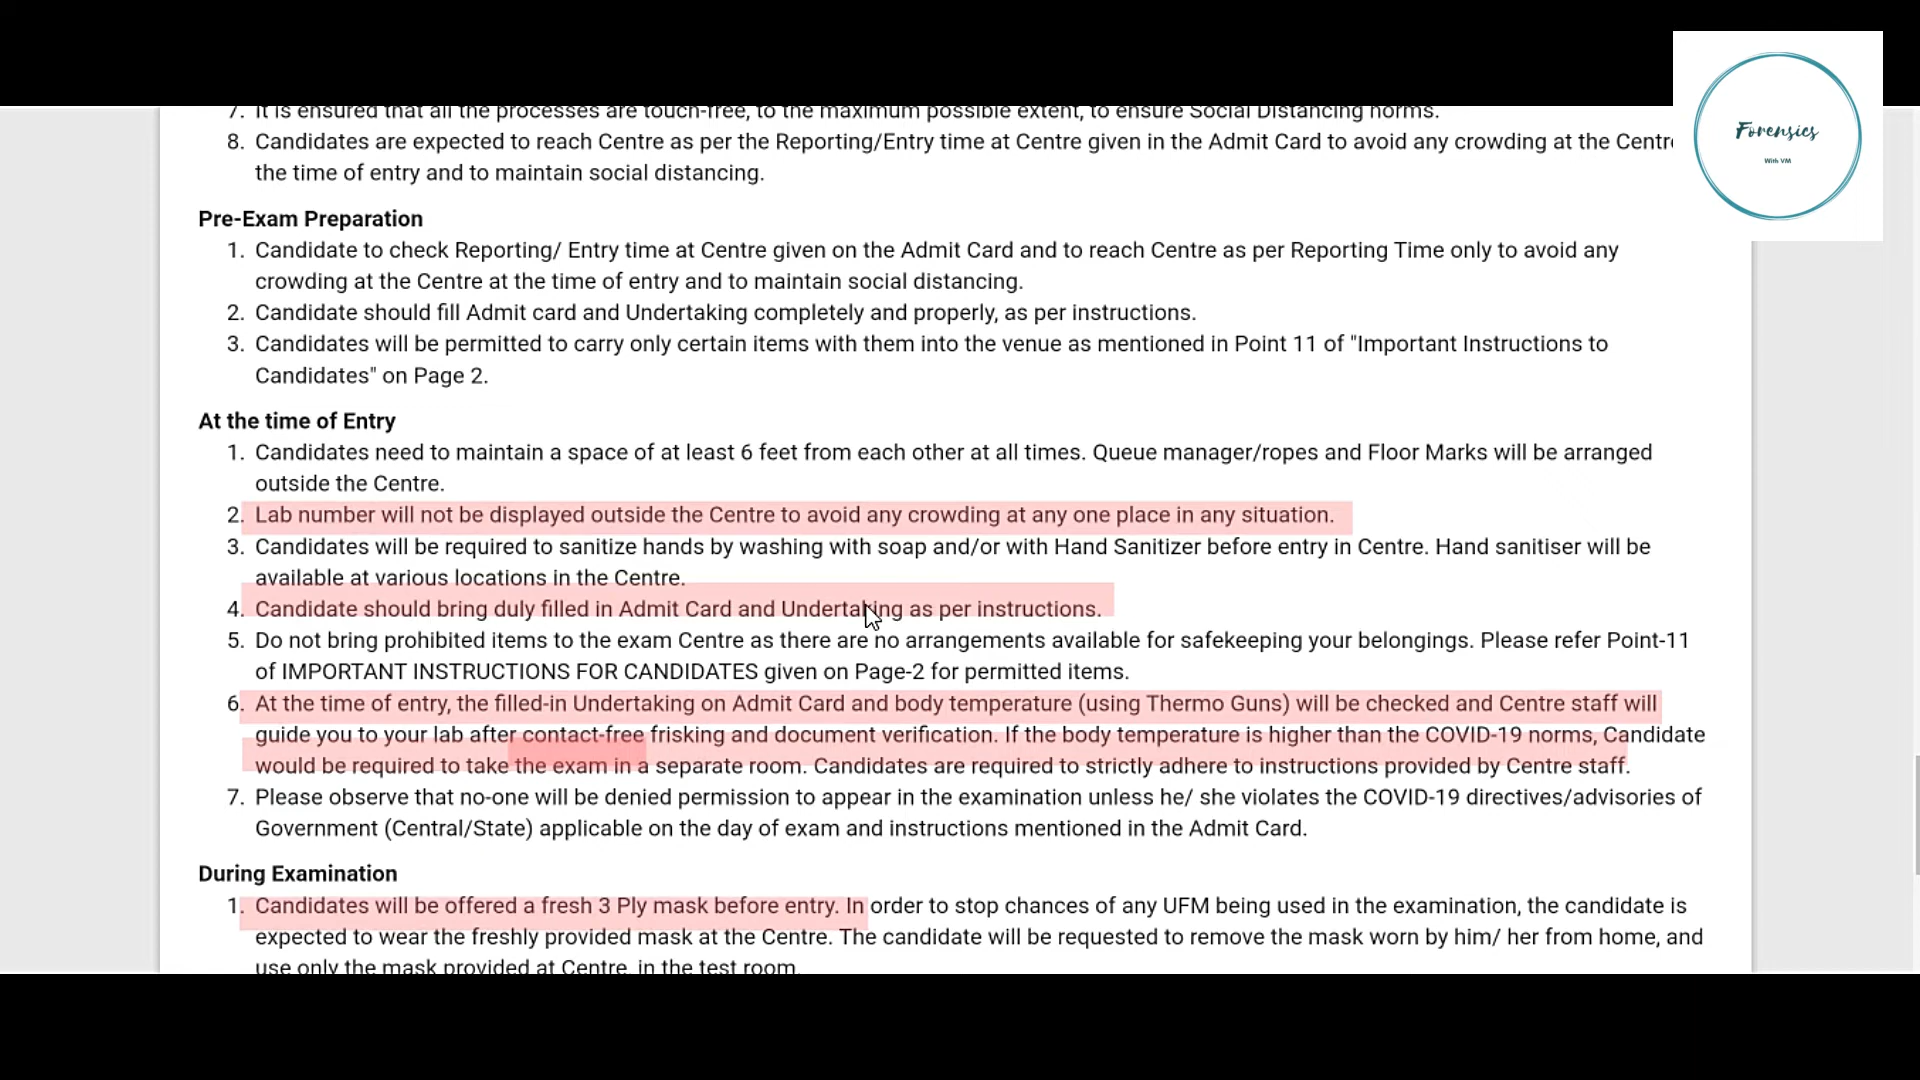 7. It is ensured that all the processes are touch-free, to the maximum possible extent, to ensure Social Distancing norms.
8. Candidates are expected to reach Centre as per the Reporting/Entry time at Centre given in the Admit Card to avoid any crowding at the Centr
the time of entry and to maintain social distancing.
Forensics
With VM
Pre-Exam Preparation
1. Candidate to check Reporting/ Entry time at Centre given on the Admit Card and to reach Centre as per Reporting Time only to avoid any
crowding at the Centre at the time of entry and to maintain social distancing.
2. Candidate should fill Admit card and Undertaking completely and properly, as per instructions.
3. Candidates will be permitted to carry only certain items with them into the venue as mentioned in Point 11 of "Important Instructions to
Candidates" on Page 2.
At the time of Entry
1. Candidates need to maintain a space of at least 6 feet from each other at all times. Queue manager/ropes and Floor Marks will be arranged
outside the Centre.
2. Lab number will not be displayed outside the Centre to avoid any crowding at any one place in any situation.
3. Candidates will be required to sanitize hands by washing with soap and/or with Hand Sanitizer before entry in Centre. Hand sanitiser will be
available at various locations in the Centre.
4. Candidate should bring duly filled in Admit Card and Undertaking as per instructions.
5. Do not bring prohibited items to the exam Centre as there are no arrangements available for safekeeping your belongings. Please refer Point-11
of IMPORTANT INSTRUCTIONS FOR CANDIDATES given on Page-2 for permitted items.
6. At the time of entry, the filled-in Undertaking on Admit Card and body temperature (using Thermo Guns) will be checked and Centre staff will
guide you to your lab after contact-free frisking and document verification. If the body temperature is higher than the COVID-19 norms, Candidate
would be required to take the exam in a separate room. Candidates are required to strictly adhere to instructions provided by Centre staff.
7. Please observe that no-one will be denied permission to appear in the examination unless he/ she violates the COVID-19 directives/advisories of
Government (Central/State) applicable on the day of exam and instructions mentioned in the Admit Card.
During Examination
1. Candidates will be offered a fresh 3 Ply mask before entry. In order to stop chances of any UFM being used in the examination, the candidate is
expected to wear the freshly provided mask at the Centre. The candidate will be requested to remove the mask worn by him/ her from home, and
use only the mask provided at Centre, in the test room.